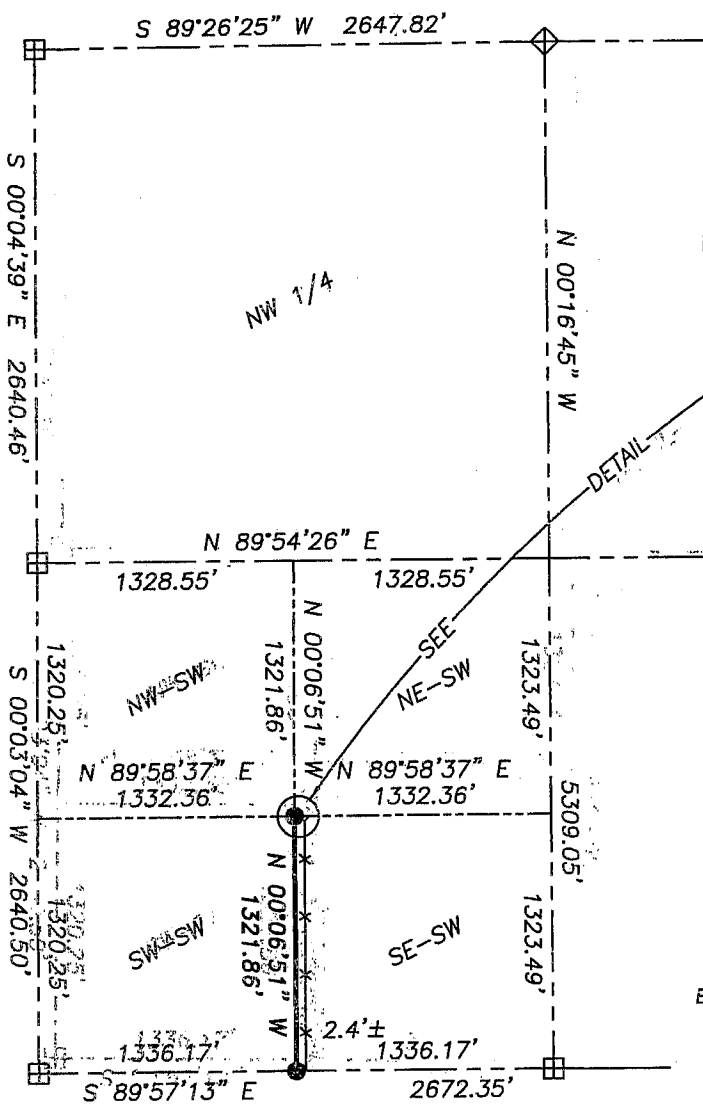 S 89°26'25" W 2647.82'
S 00°04'39" E 2640.46'
NW 1/4
N 00°16'45" W
DETAIL
N 89°54'26" E
1328.55'
1328.55'
SEE
1320.25'
NW-SW
N 00°06'51" W
1321.86'
NE-SW
1323.49'
S 00°03'04" W 2640.50'
N 89°58'37" E
1332.36'
N 89°58'37" E
1332.36'
5309.05'
1320.25'
SW-SW
N 00°06'51" W
1321.86'
SE-SW
1323.49'
2.4'±
1336.17'
1336.17'
S 89°57'13" E
2672.35'